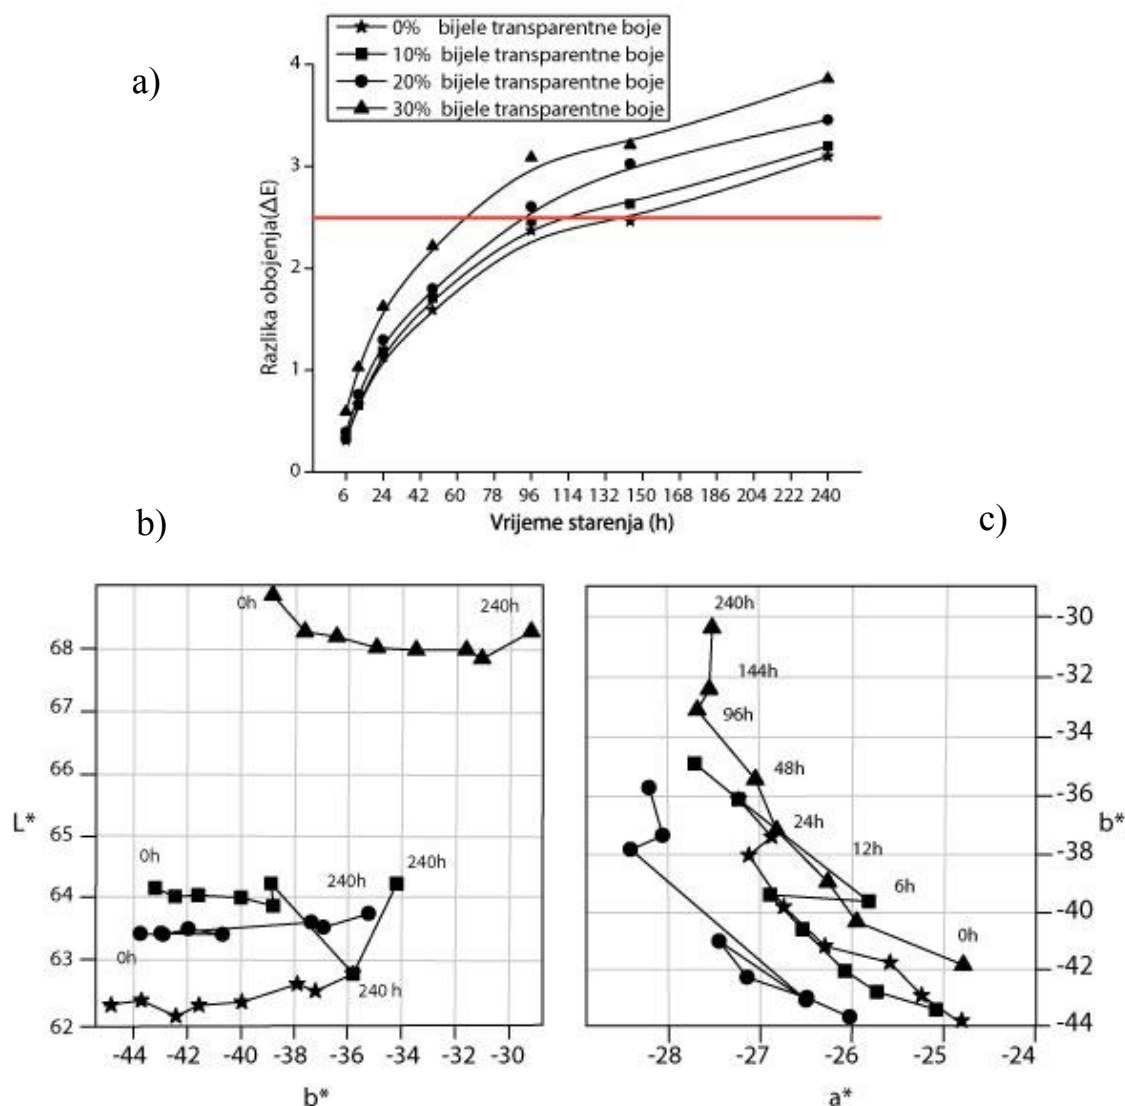 a)
0% bijele transparentne boje
10% bijele transparentne boje
20% bijele transparentne boje
30% bijele transparentne boje
4
3
2
1
0
Razlika obojenja(ΔE)
6 24 42 60 78 96 114 132 150 168 186 204 222 240
Vrijeme starenja (h)
b)
0h
240h
68
67
66
65
64
63
62
L*
0h
240h
240h
0h
240 h
-44 -42 -40 -38 -36 -34 -32 -30
b*
c)
240h
144h
96h
48h
24h
12h
6h
0h
-30
-32
-34
-36
-38
-40
-42
-44
b*
-28 -27 -26 -25 -24
a*